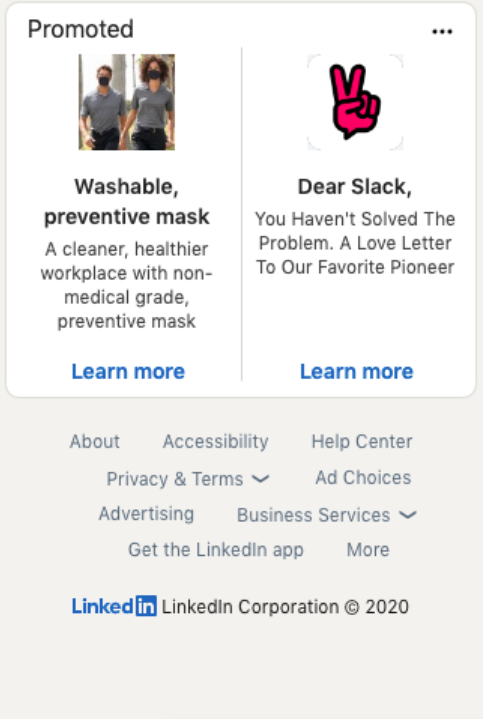 Promoted
Washable,
preventive mask
A cleaner, healthier
workplace with non-
medical grade,
preventive mask
Learn more
Dear Slack,
You Haven't Solved The
Problem. A Love Letter
To Our Favorite Pioneer
Learn more
About Accessibility Help Center
Privacy & Terms Ad Choices
Advertising Business Services
Get the LinkedIn app More
Linked in LinkedIn Corporation © 2020